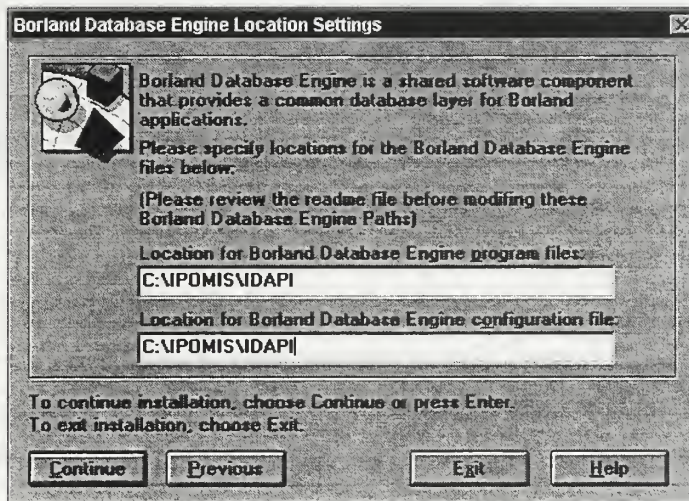 Borland Database Engine Location Settings
Borland Database Engine is a shared software component
that provides a common database layer for Borland
applications.
Please specify locations for the Borland Database Engine
files below:
(Please review the readme file before modifing these
Borland Database Engine Paths)
Location for Borland Database Engine program files:
C:\IPOMIS\IDAPI
Location for Borland Database Engine configuration file:
C:\IPOMIS\IDAPI
To continue installation, choose Continue or press Enter.
To exit installation, choose Exit.
Continue Previous Exit Help